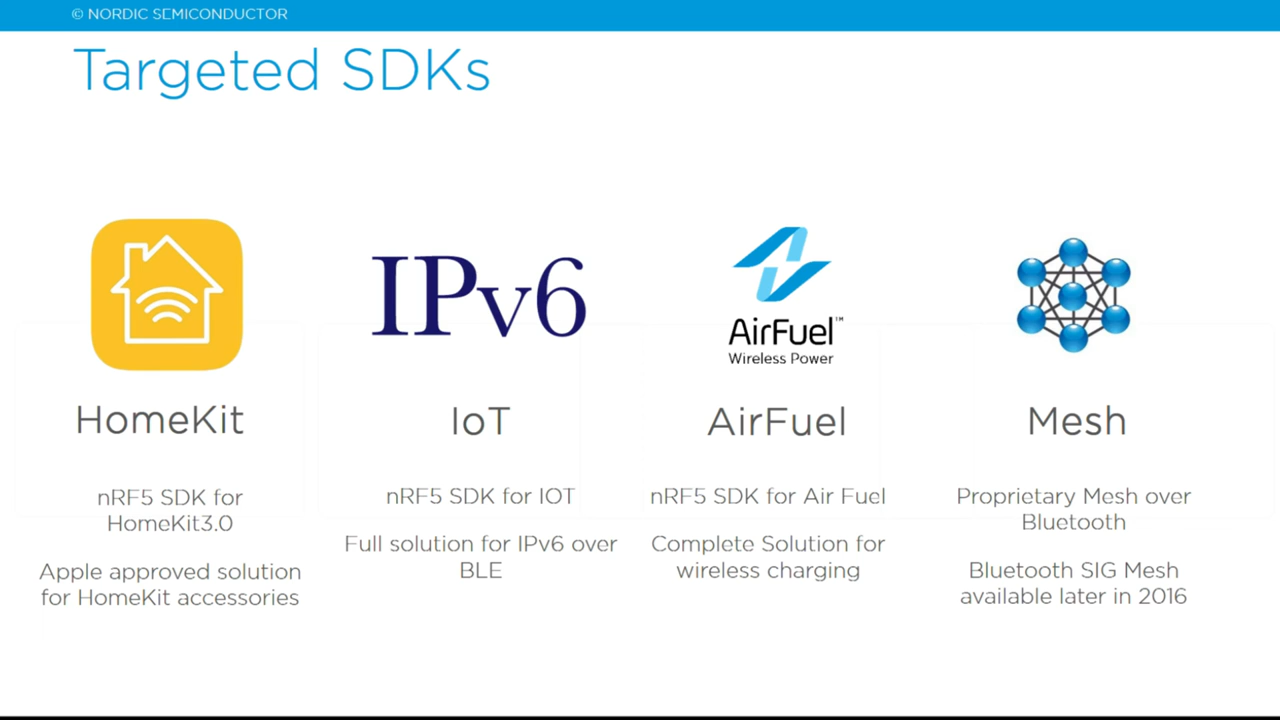 © NORDIC SEMICONDUCTOR
Targeted SDKs
IPv6
AirFuel™
Wireless Power
HomeKit
IoT
AirFuel
Mesh
nRF5 SDK for
HomeKit3.0
Apple approved solution
for HomeKit accessories
nRF5 SDK for IOT
Full solution for IPv6 over
BLE
nRF5 SDK for Air Fuel
Complete Solution for
wireless charging
Proprietary Mesh over
Bluetooth
Bluetooth SIG Mesh
available later in 2016